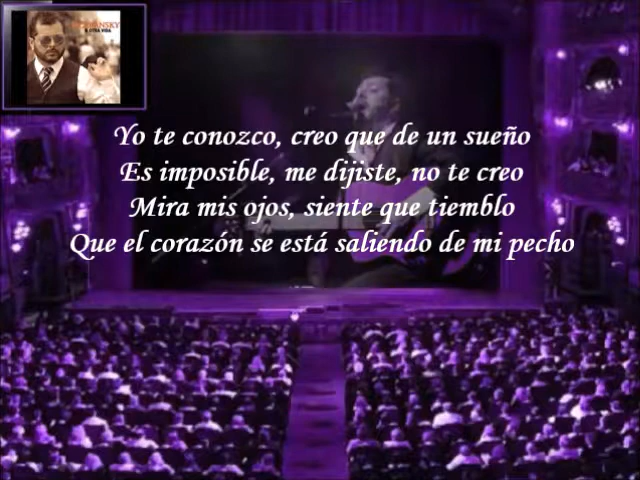 Yo te conozco, creo que de un sueño
Es imposible, me dijiste, no te creo
Mira mis ojos, siente que tiemblo
Que el corazón se está saliendo de mi pecho